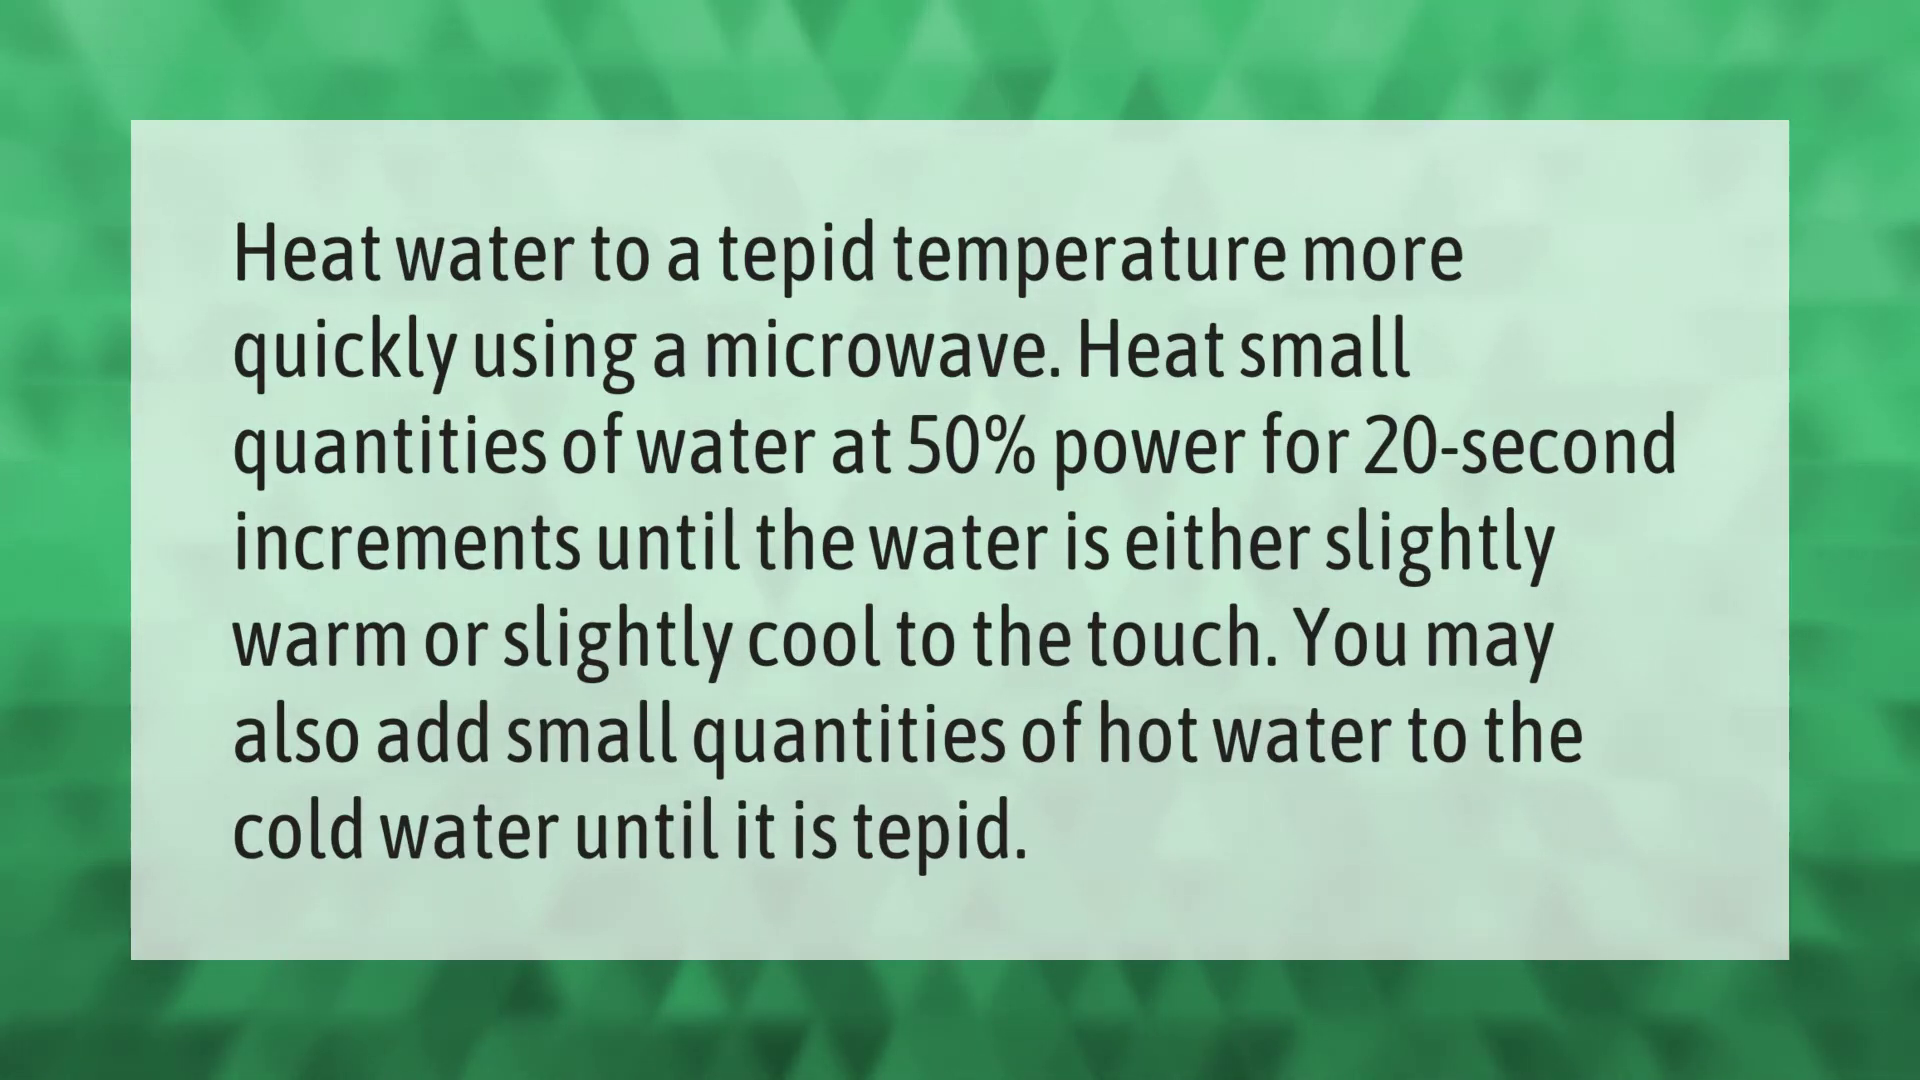 Heat water to a tepid temperature more
quickly using a microwave. Heat small
quantities of water at 50% power for 20-second
increments until the water is either slightly
warm or slightly cool to the touch. You may
also add small quantities of hot water to the
cold water until it is tepid.